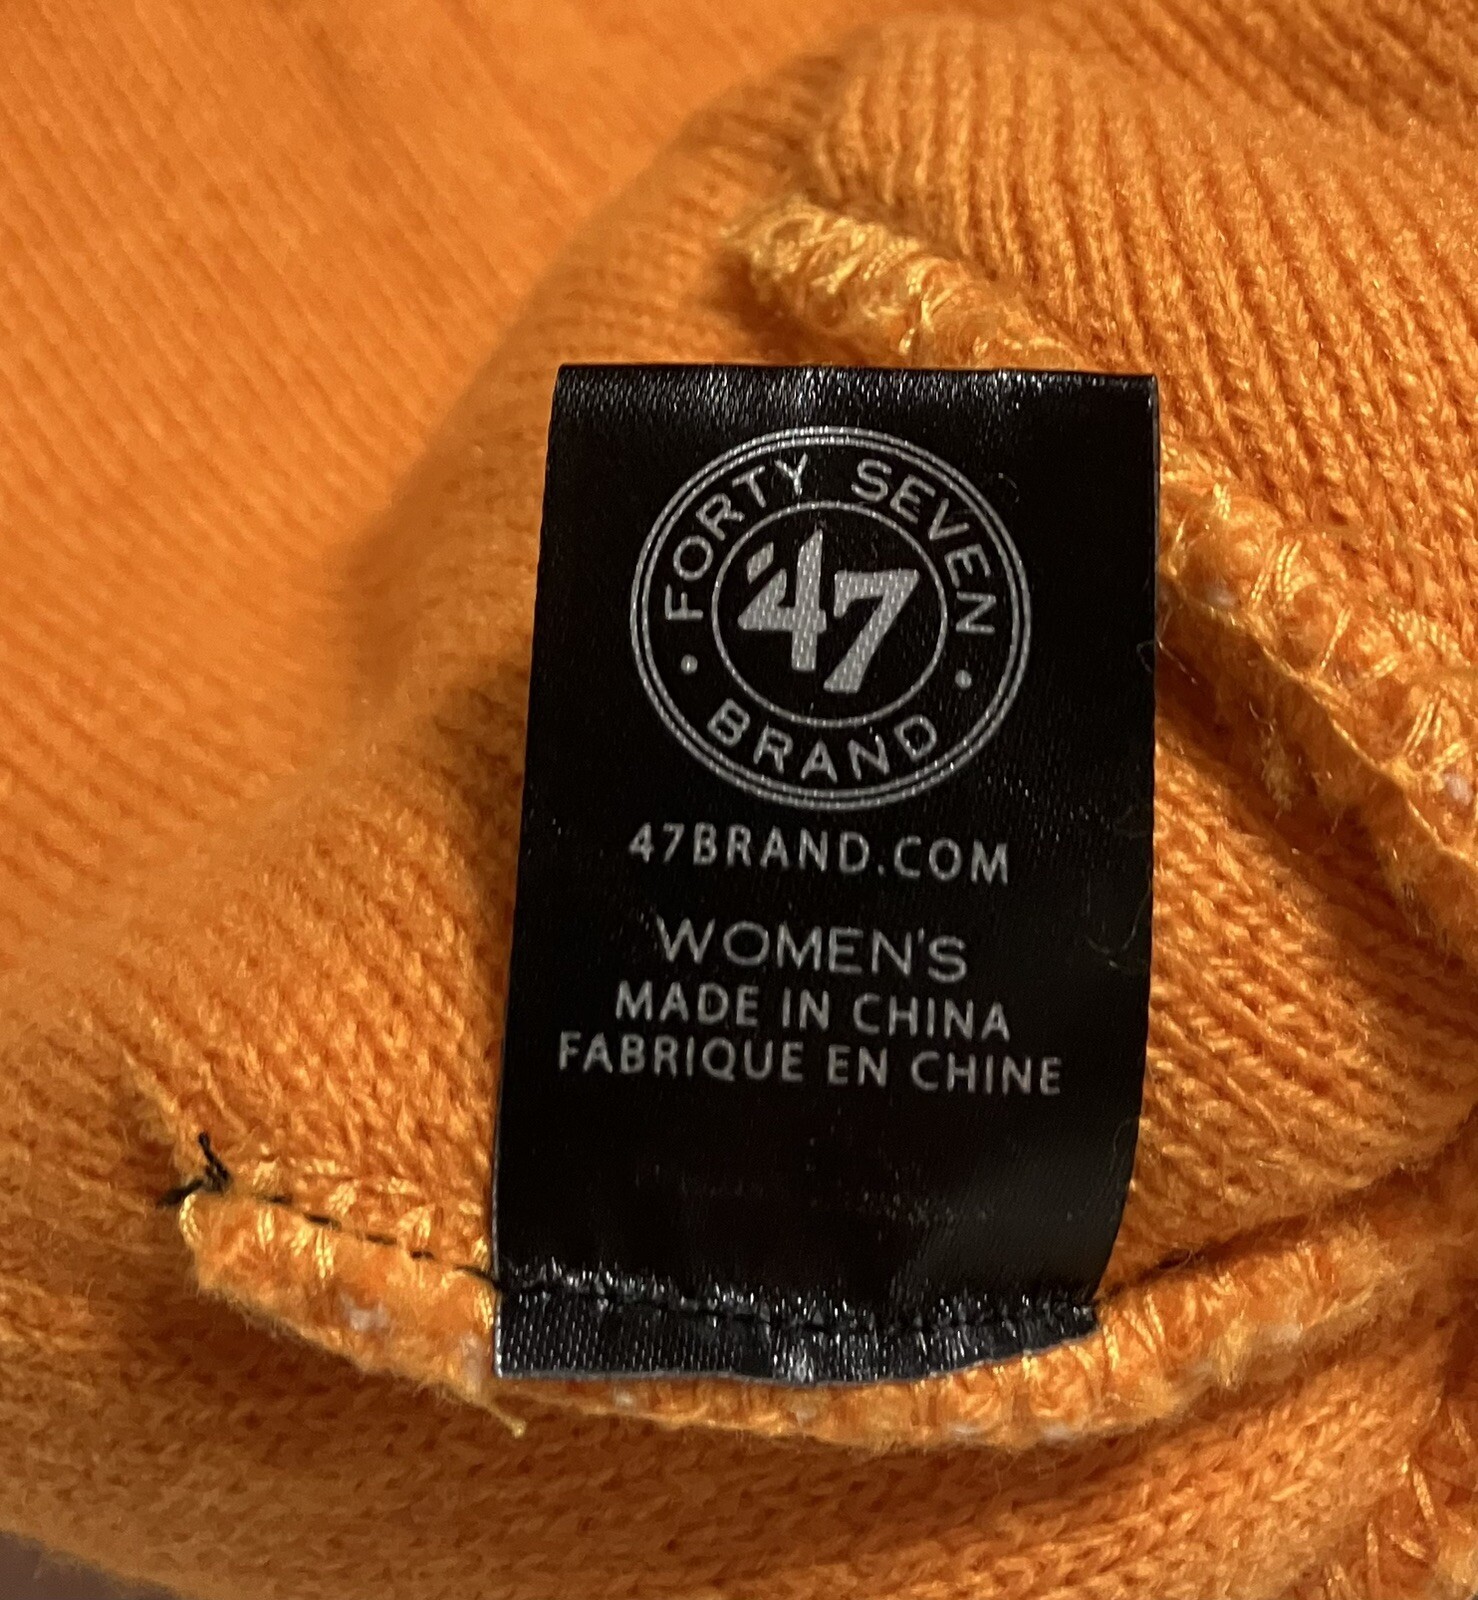 FORTY SEVEN
'47
BRAND
47BRAND.COM
WOMEN'S
MADE IN CHINA
FABRIQUE EN CHINE